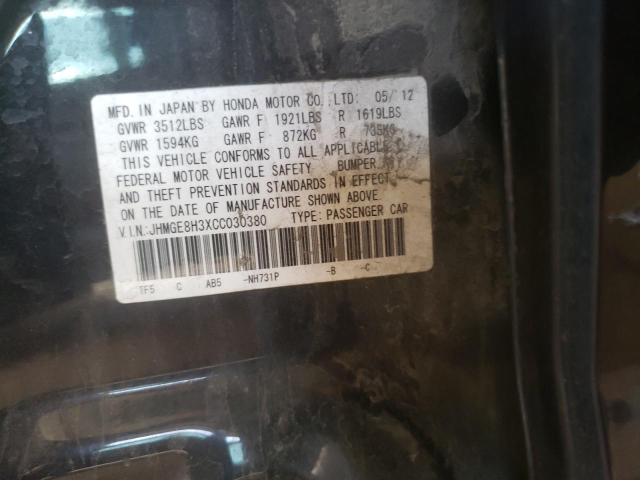 MFD. IN JAPAN BY HONDA MOTOR CO., LTD. 05/12
GVWR 3512LBS GAWR F 1921LBS R 1619LBS
GVWR 1594KG GAWR F 872KG R 735KG
THIS VEHICLE CONFORMS TO ALL APPLICABLE
FEDERAL MOTOR VEHICLE SAFETY BUMPER
AND THEFT PREVENTION STANDARDS IN EFFECT
ON THE DATE OF MANUFACTURE SHOWN ABOVE.
V.I.N:JHMGE8H3XCC030380 TYPE: PASSENGER CAR
TF5 C AB5 -NH731P -B -C